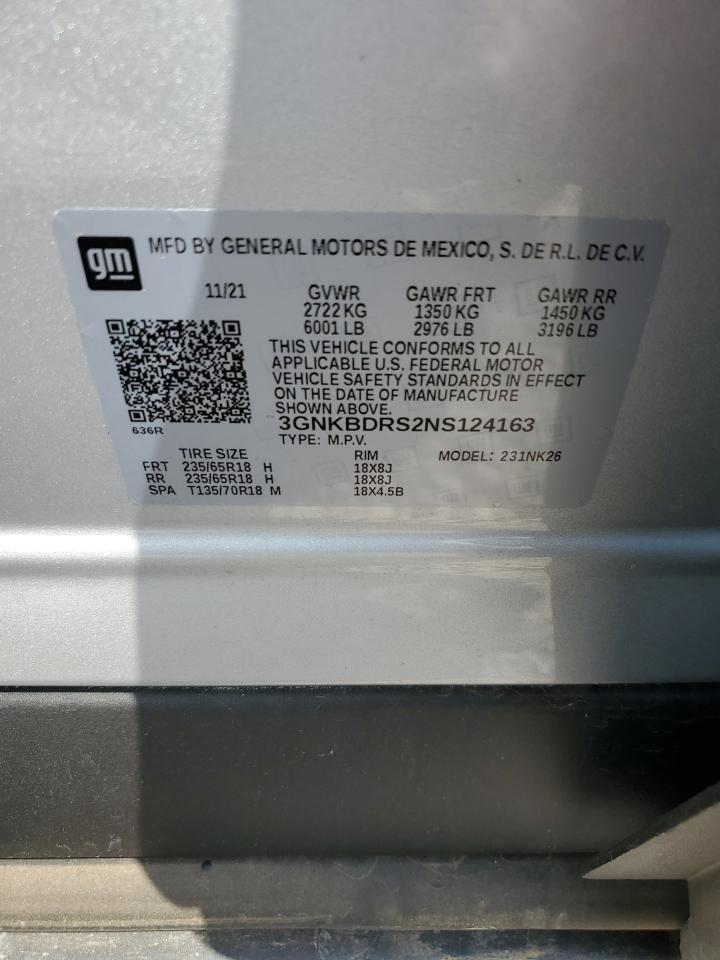 gm
MFD BY GENERAL MOTORS DE MEXICO, S. DE R.L. DE C.V.
11/21 GVWR GAWR FRT GAWR RR
2722 KG 1350 KG 1450 KG
6001 LB 2976 LB 3196 LB
THIS VEHICLE CONFORMS TO ALL
APPLICABLE U.S. FEDERAL MOTOR
VEHICLE SAFETY STANDARDS IN EFFECT
ON THE DATE OF MANUFACTURE
SHOWN ABOVE.
3GNKBDRS2NS124163
636R
TYPE: M.P.V.
TIRE SIZE RIM MODEL: 231NK26
FRT 235/65R18 H 18X8J
RR 235/65R18 H 18X8J
SPA T135/70R18 M 18X4.5B